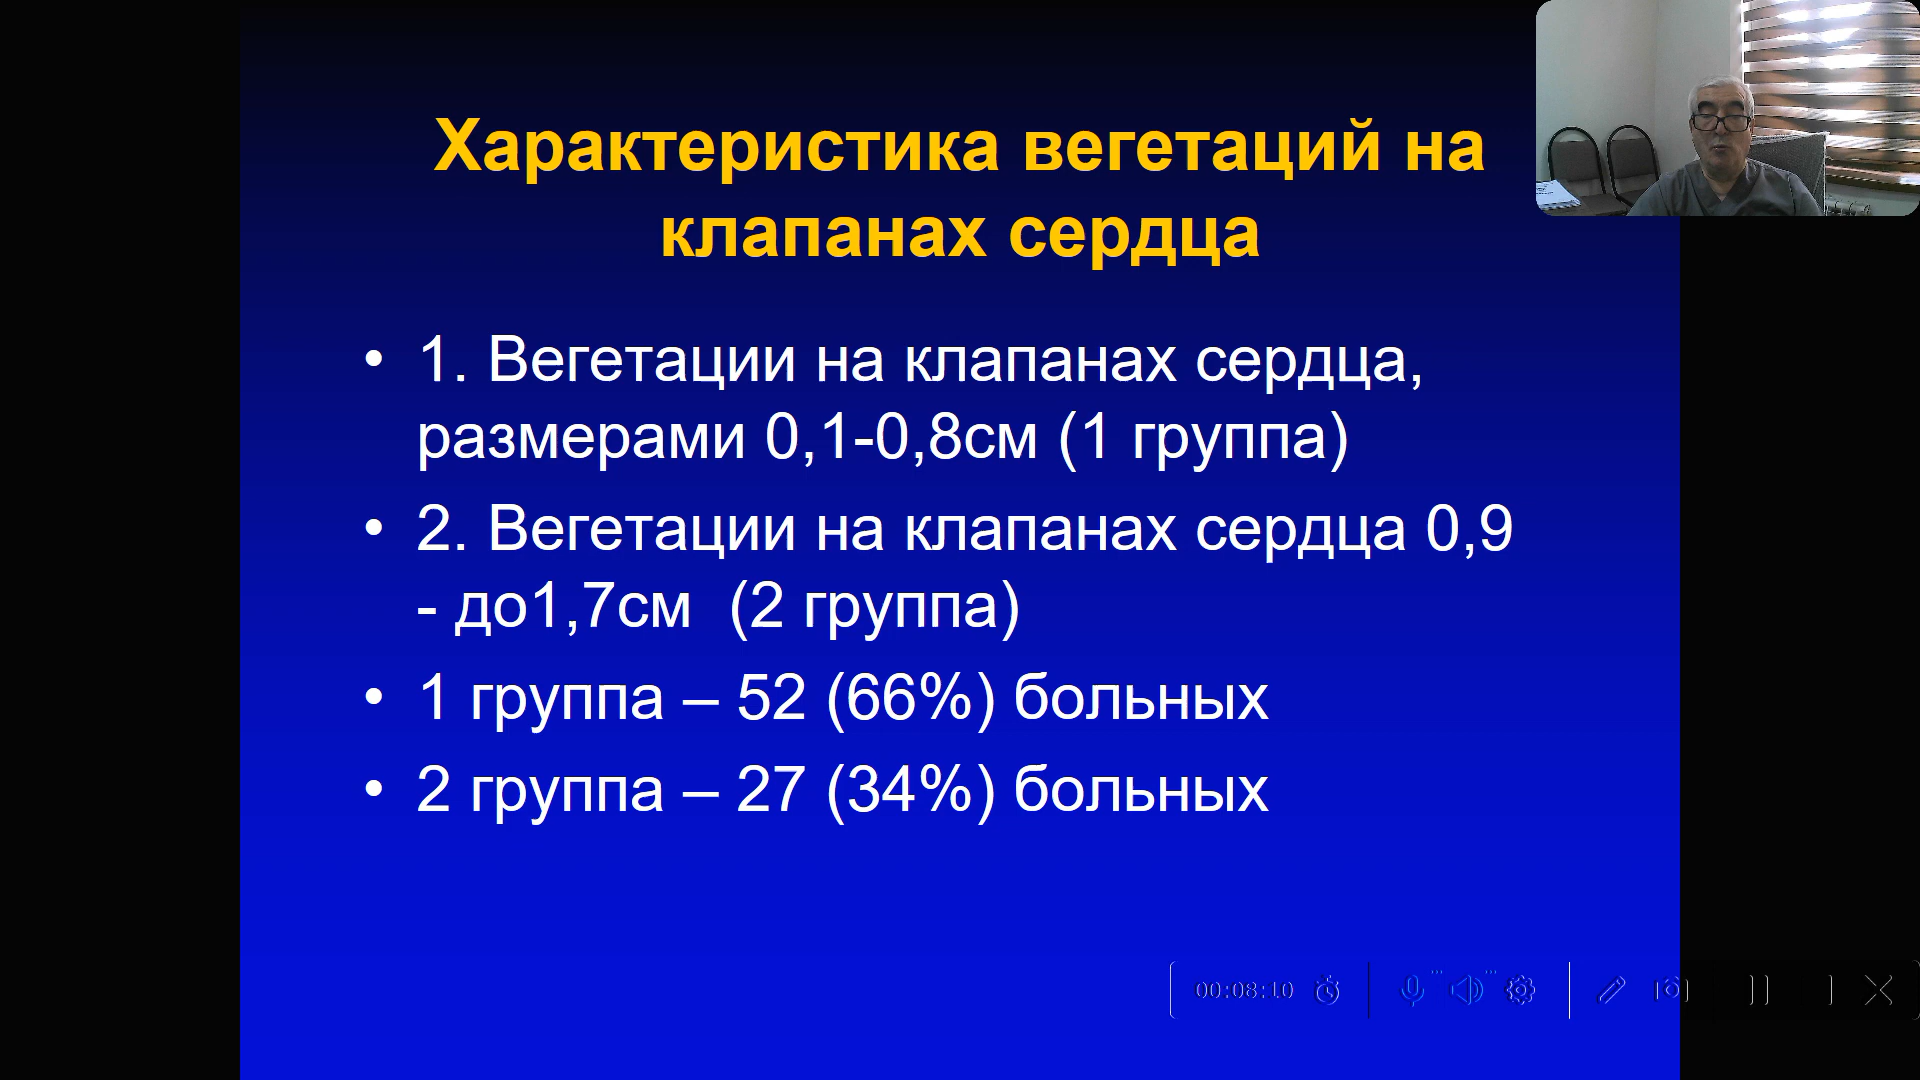 Характеристика вегетаций на
клапанах сердца
• 1. Вегетации на клапанах сердца,
размерами 0,1-0,8см (1 группа)
• 2. Вегетации на клапанах сердца 0,9
- до1,7см (2 группа)
• 1 группа – 52 (66%) больных
• 2 группа – 27 (34%) больных
00:08:10